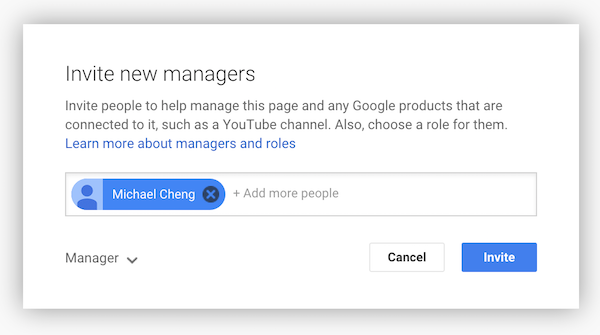 Invite new managers
Invite people to help manage this page and any Google products that are
connected to it, such as a YouTube channel. Also, choose a role for them.
Learn more about managers and roles
Michael Cheng + Add more people
Manager Cancel Invite